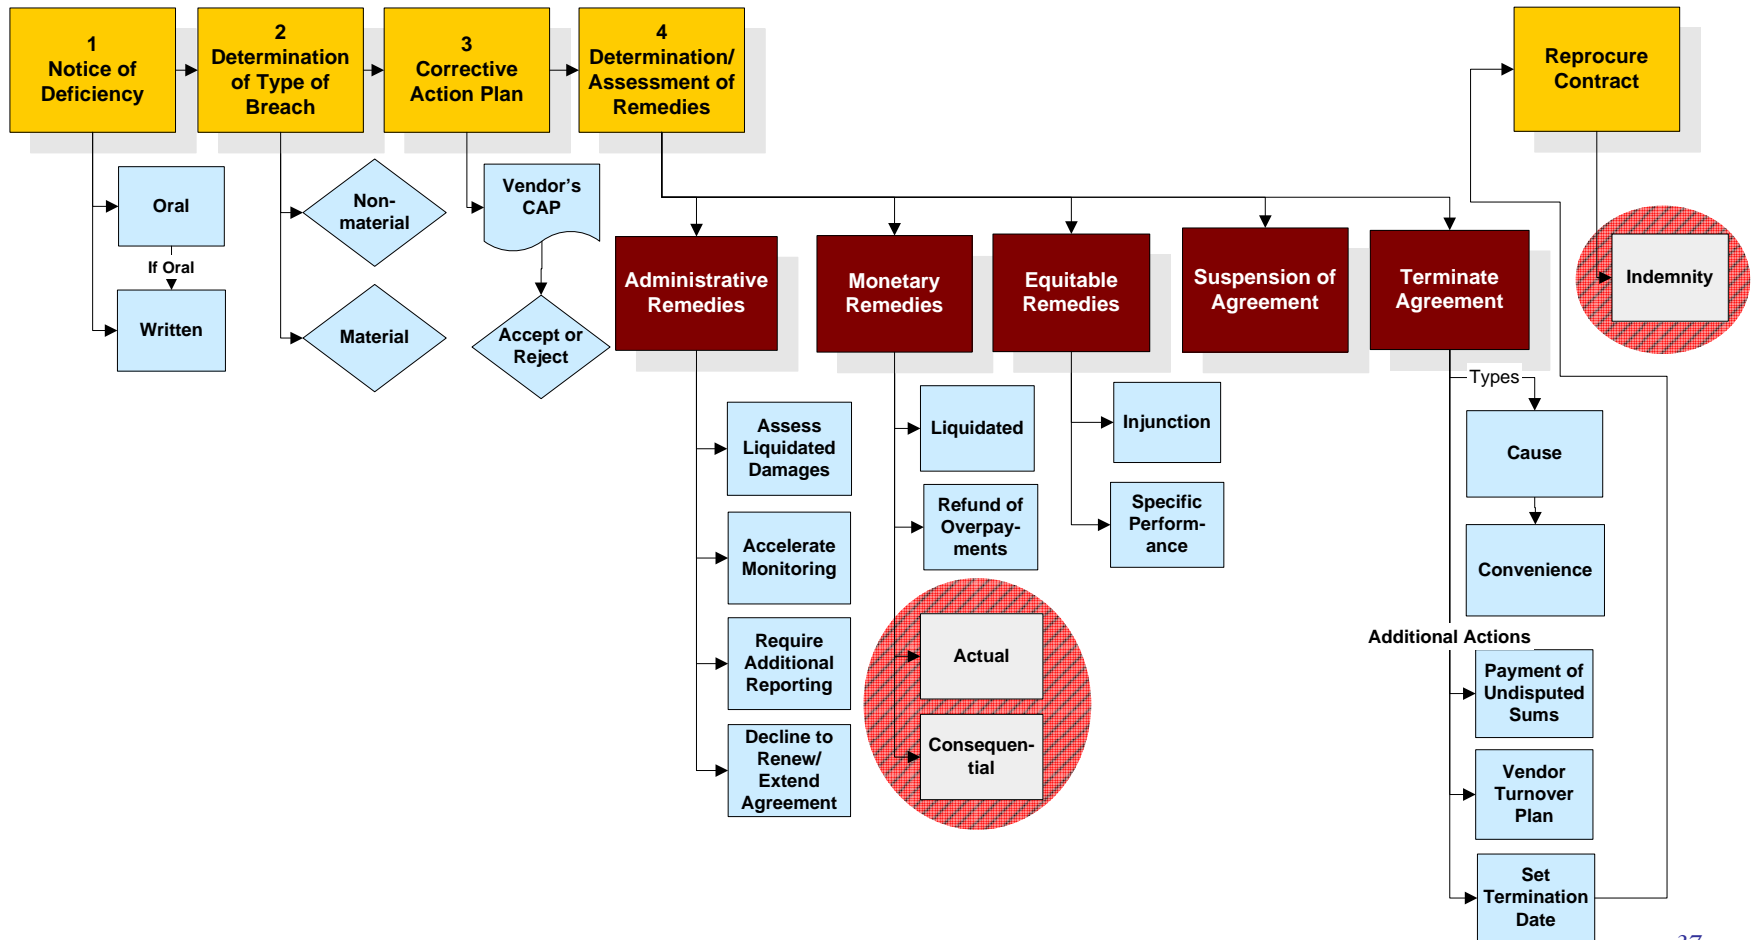 1
Notice of
Deficiency
2
Determination
of Type of
Breach
3
Corrective
Action Plan
4
Determination/
Assessment of
Remedies
Reprocure
Contract
Oral
If Oral
Written
Non-
material
Material
Vendor's
CAP
Accept or
Reject
Administrative
Remedies
Monetary
Remedies
Equitable
Remedies
Suspension of
Agreement
Terminate
Agreement
Indemnity
Assess
Liquidated
Damages
Accelerate
Monitoring
Require
Additional
Reporting
Decline to
Renew/
Extend
Agreement
Liquidated
Refund of
Overpay-
ments
Actual
Consequen-
tial
Injunction
Specific
Perform-
ance
Types
Cause
Convenience
Additional Actions
Payment of
Undisputed
Sums
Vendor
Turnover
Plan
Set
Termination
Date